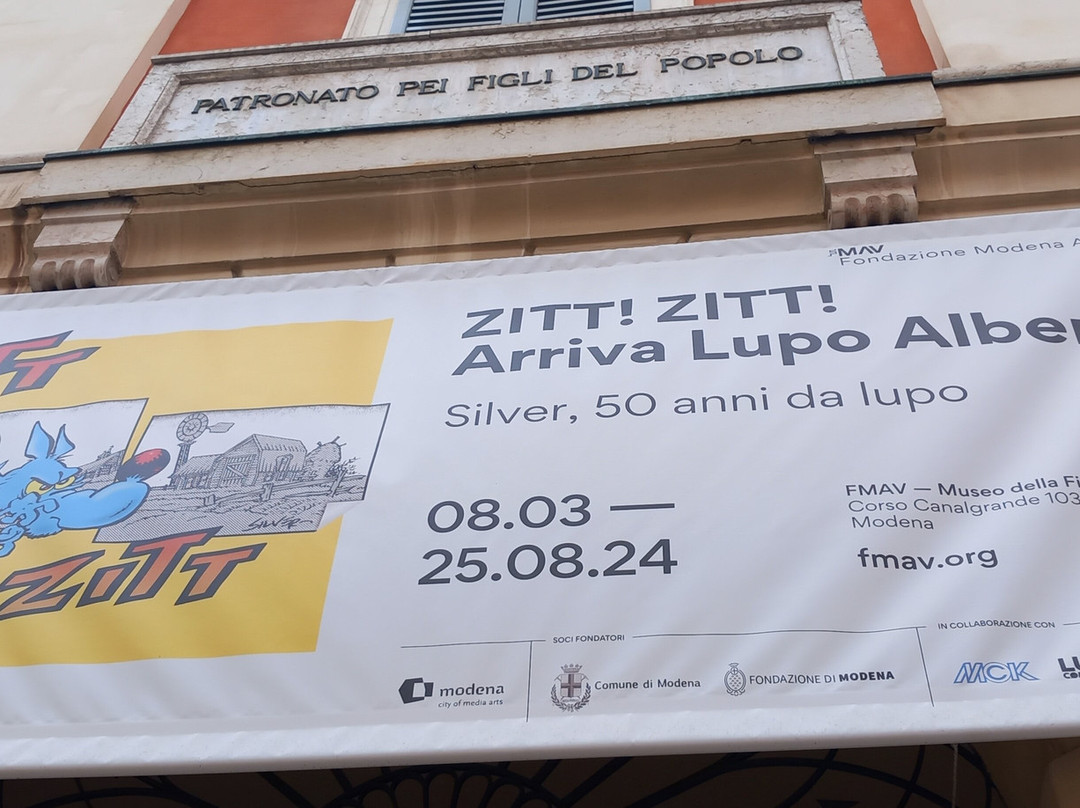 PATRONATO PEI FIGLI DEL POPOLO
FMAV
Fondazione Modena
ZITT! ZITT!
Arriva Lupo
Silver, 50 anni da lupo
08.03 —
25.08.24
FMAV — Museo della
Corso Canalgrande 103
Modena
fmav.org
ZITT
SILVER
SOCI FONDATORI
IN COLLABORAZIONE CON
modena
city of media arts
Comune di Modena
FONDAZIONE DI MODENA
MCK